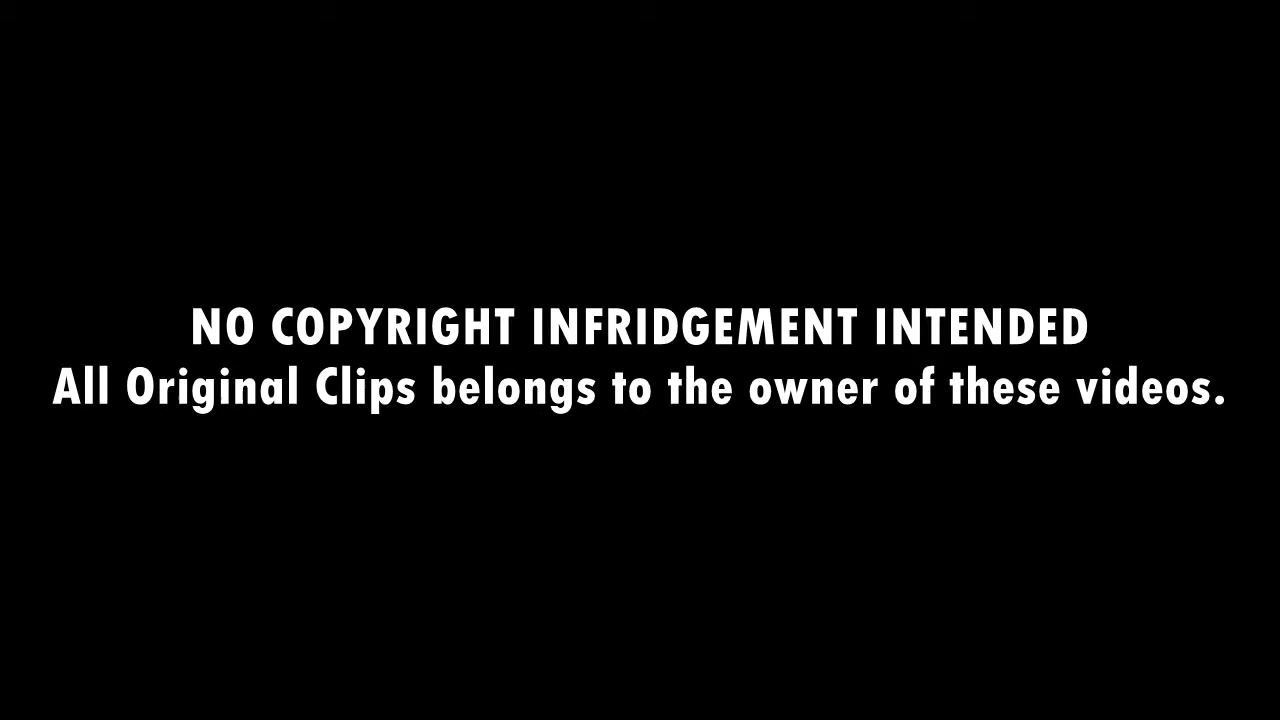 NO COPYRIGHT INFRIDGEMENT INTENDED
All Original Clips belongs to the owner of these videos.